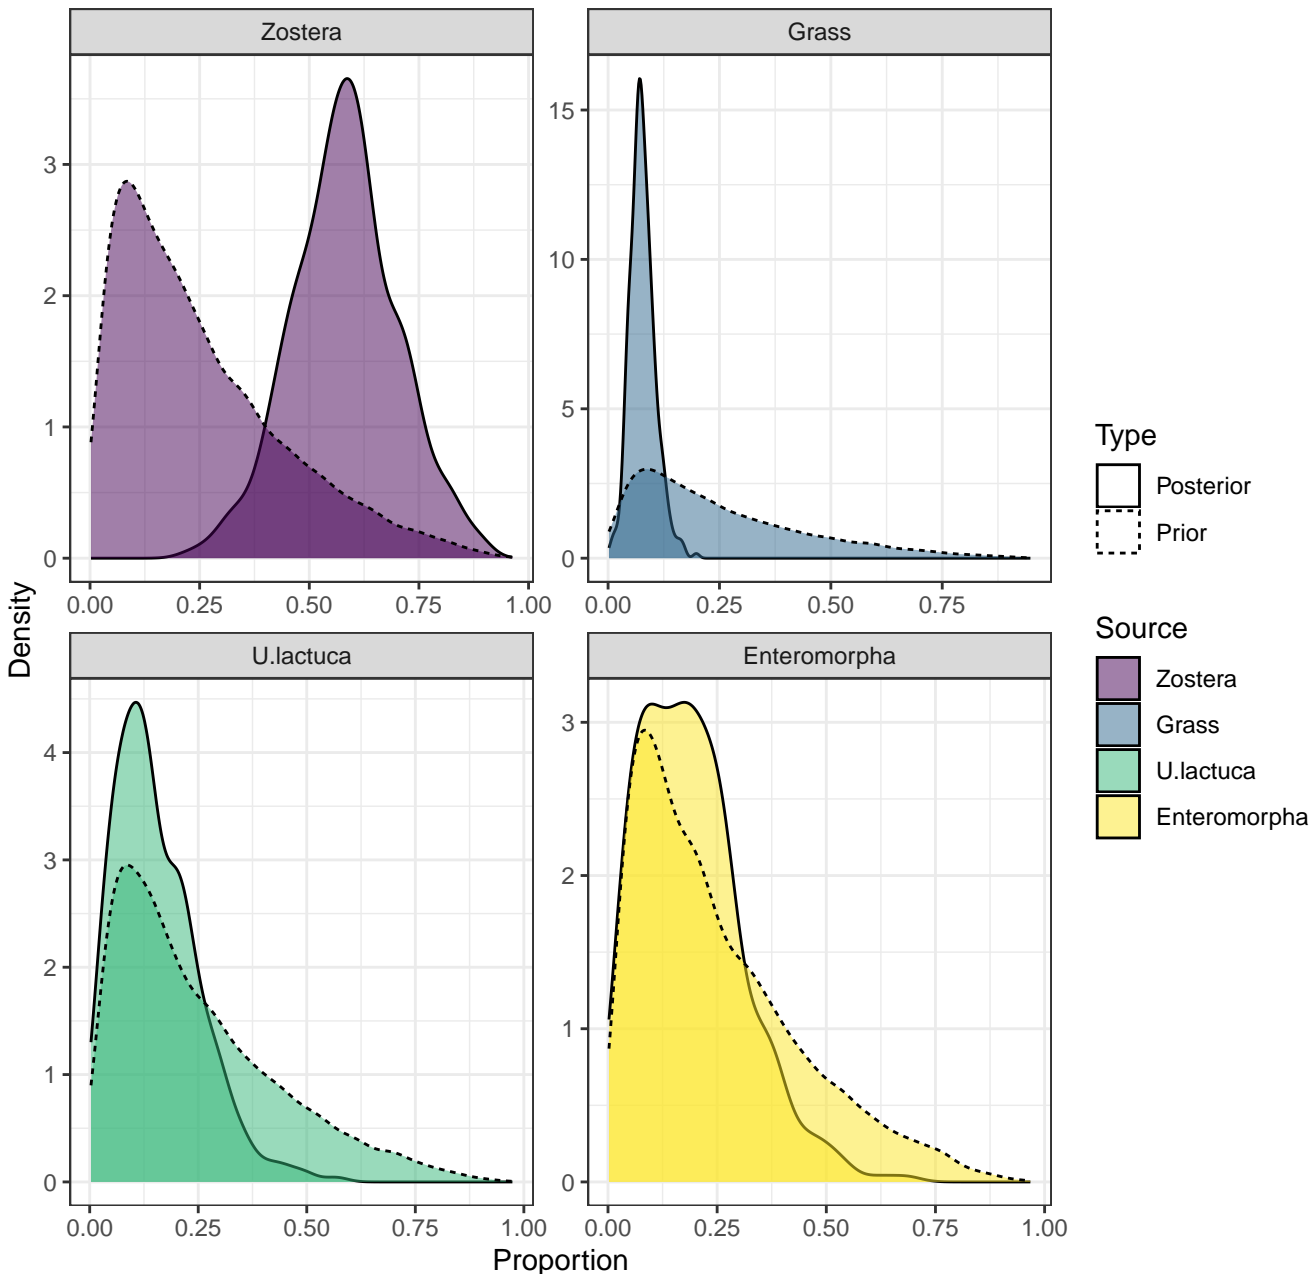 Zostera
Grass
3
2
1
0
15
10
5
0
0.00 0.25 0.50 0.75 1.00
0.00 0.25 0.50 0.75
U.lactuca
Enteromorpha
4
3
2
1
0
3
2
1
0
0.00 0.25 0.50 0.75 1.00
0.00 0.25 0.50 0.75 1.00
Density
Proportion
Type
Posterior
Prior
Source
Zostera
Grass
U.lactuca
Enteromorpha